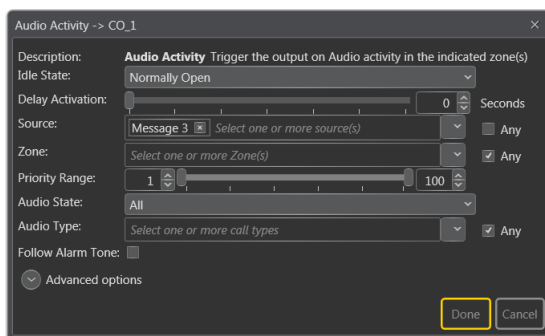 Audio Activity -> CO_1
Description: Audio Activity Trigger the output on Audio activity in the indicated zone(s)
Idle State: Normally Open
Delay Activation: 0 Seconds
Source: Message 3 Select one or more source(s) Any
Zone: Select one or more Zone(s) Any
Priority Range: 1 100
Audio State: All
Audio Type: Select one or more call types Any
Follow Alarm Tone:
Advanced options
Done Cancel